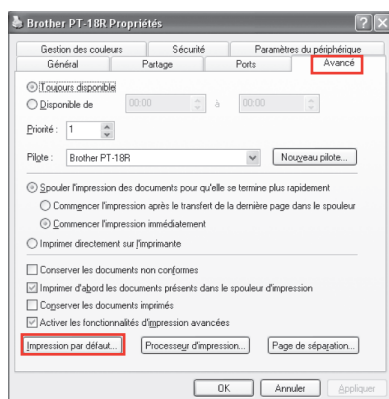 Brother PT-18R Propriétés
Gestion des couleurs Sécurité Paramètres du périphérique
Général Partage Ports Avancé
Toujours disponible
Disponible de 00:00 à 00:00
Priorité : 1
Pilote : Brother PT-18R Nouveau pilote...
Spouler l'impression des documents pour qu'elle se termine plus rapidement
Commencer l'impression après le transfert de la dernière page dans le spouleur
Commencer l'impression immédiatement
Imprimer directement sur l'imprimante
Conserver les documents non conformes
Imprimer d'abord les documents présents dans le spouleur d'impression
Conserver les documents imprimés
Activer les fonctionnalités d'impression avancées
Impression par défaut... Processeur d'impression... Page de séparation...
OK Annuler Appliquer